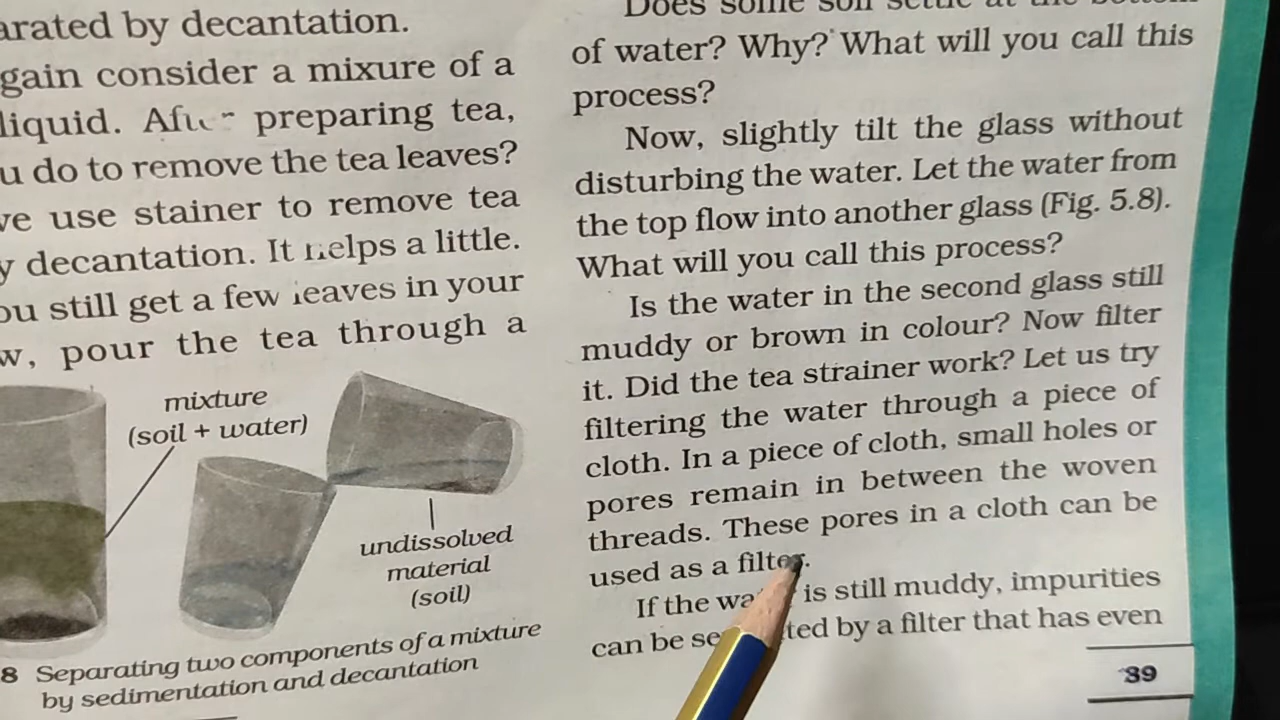 arated by decantation.
gain consider a mixure of a
liquid. After preparing tea,
u do to remove the tea leaves?
ve use stainer to remove tea
y decantation. It helps a little.
ou still get a few leaves in your
w, pour the tea through a
mixture
(soil + water)
undissolved
material
(soil)
8 Separating two components of a mixture
by sedimentation and decantation
Does some soil settle at the bottom
of water? Why? What will you call this
process?
Now, slightly tilt the glass without
disturbing the water. Let the water from
the top flow into another glass (Fig. 5.8).
What will you call this process?
Is the water in the second glass still
muddy or brown in colour? Now filter
it. Did the tea strainer work? Let us try
filtering the water through a piece of
cloth. In a piece of cloth, small holes or
pores remain in between the woven
threads. These pores in a cloth can be
used as a filter.
If the is still muddy, impurities
can be by a filter that has even
39